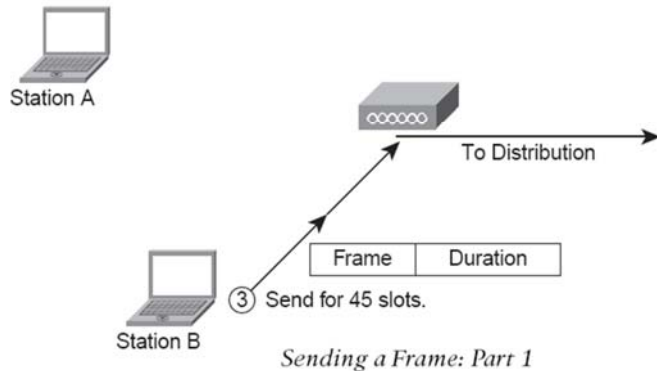 Station A
To Distribution
Frame Duration
3 Send for 45 slots.
Station B
Sending a Frame: Part 1